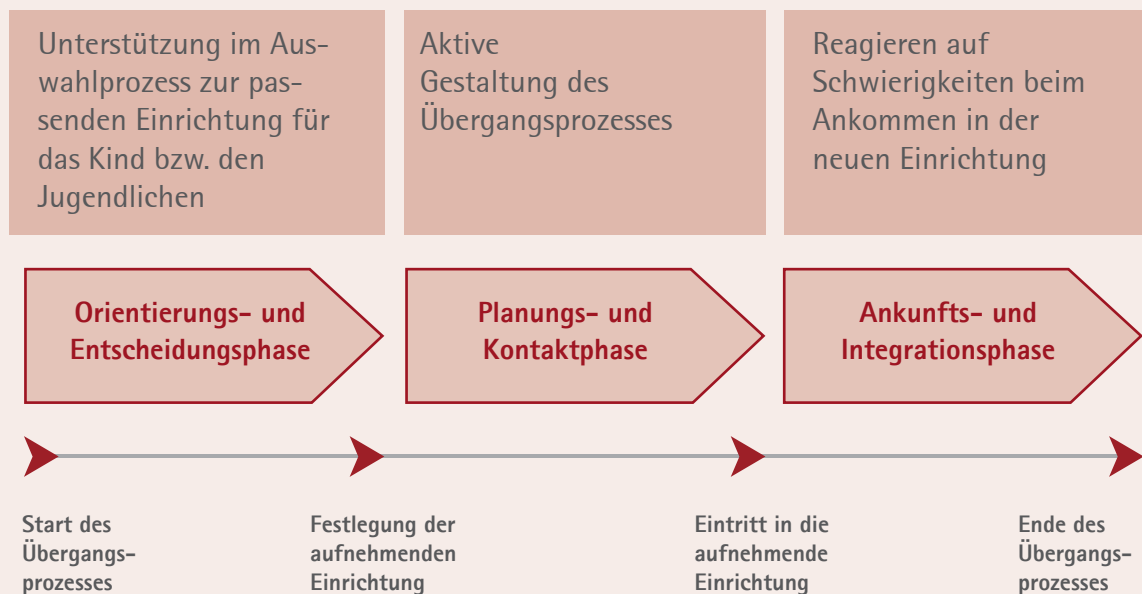 Unterstützung im Aus-
wahlprozess zur pas-
senden Einrichtung für
das Kind bzw. den
Jugendlichen
Aktive
Gestaltung des
Übergangsprozesses
Reagieren auf
Schwierigkeiten beim
Ankommen in der
neuen Einrichtung
Orientierungs- und
Entscheidungsphase
Planungs- und
Kontaktphase
Ankunfts- und
Integrationsphase
Start des
Übergangs-
prozesses
Festlegung der
aufnehmenden
Einrichtung
Eintritt in die
aufnehmende
Einrichtung
Ende des
Übergangs-
prozesses